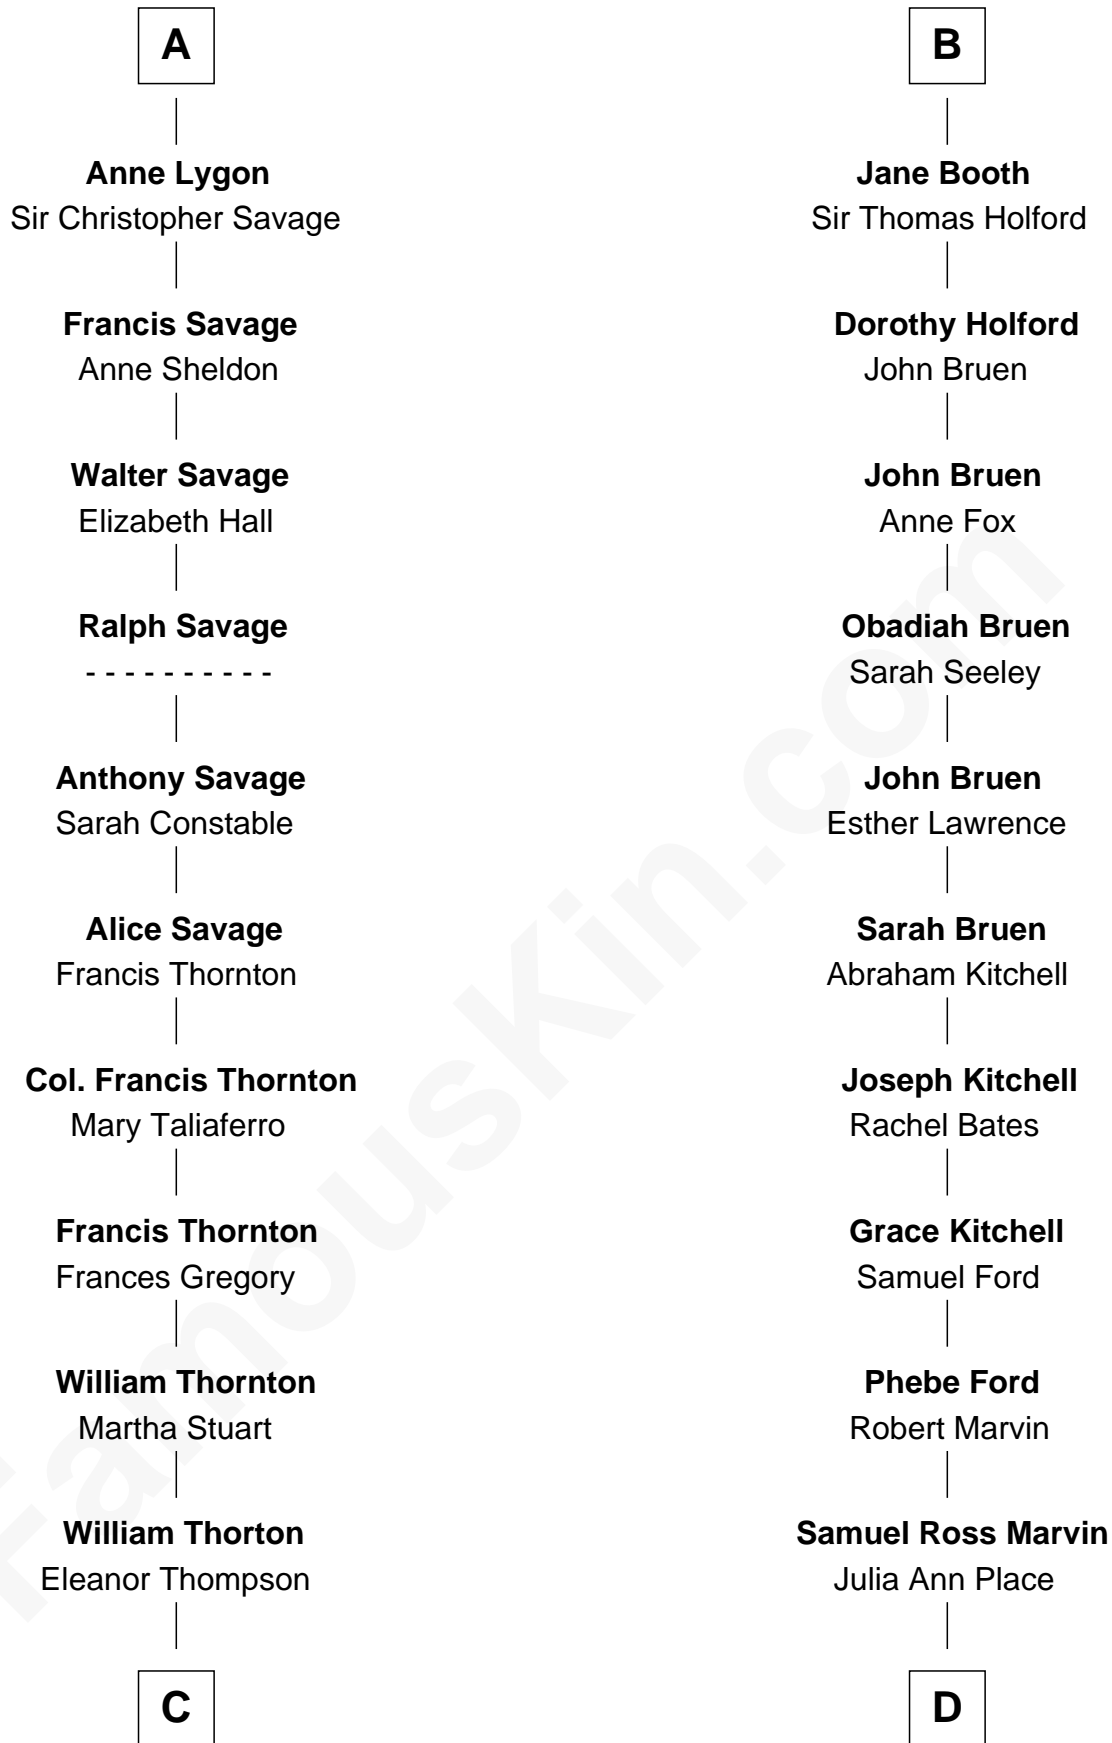 A
Anne Lygon
Sir Christopher Savage
Francis Savage
Anne Sheldon
Walter Savage
Elizabeth Hall
Ralph Savage
- - - - - - - - - -
Anthony Savage
Sarah Constable
Alice Savage
Francis Thornton
Col. Francis Thornton
Mary Taliaferro
Francis Thornton
Frances Gregory
William Thornton
Martha Stuart
William Thorton
Eleanor Thompson
C
B
Jane Booth
Sir Thomas Holford
Dorothy Holford
John Bruen
John Bruen
Anne Fox
Obadiah Bruen
Sarah Seeley
John Bruen
Esther Lawrence
Sarah Bruen
Abraham Kitchell
Joseph Kitchell
Rachel Bates
Grace Kitchell
Samuel Ford
Phebe Ford
Robert Marvin
Samuel Ross Marvin
Julia Ann Place
D
FamousKin.com